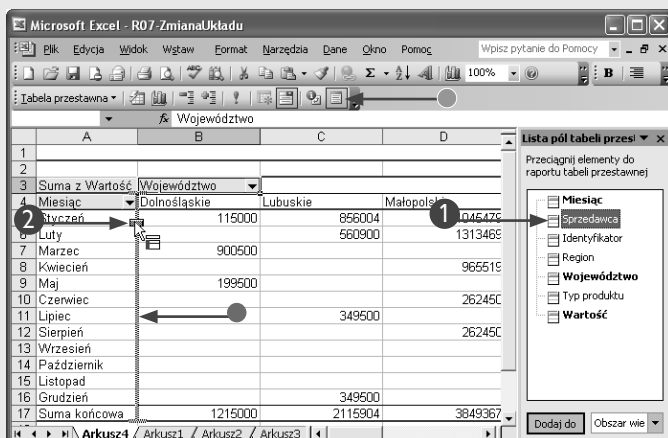 Microsoft Excel - R07-ZmianaUkładu
Plik Edycja Widok Wstaw Format Narzędzia Dane Okno Pomoc Wpisz pytanie do Pomocy
100% B
Tabela przestawna
fx Województwo
A B C D
1
2
3 Suma z Wartość Województwo
4 Miesiąc Dolnośląskie Lubuskie
2 Styczeń 115000 856004
6 Luty 560900 1313469
7 Marzec 900500
8 Kwiecień 965519
9 Maj 199500
10 Czerwiec 262450
11 Lipiec 349500
12 Sierpień 262450
13 Wrzesień
14 Październik
15 Listopad
16 Grudzień 349500
17 Suma końcowa 1215000 2115904 3849367
Arkusz4 Arkusz1 Arkusz2 Arkusz3
Lista pól tabeli przest
Przeciągnij elementy do
raportu tabeli przestawnej
Miesiąc
1 Sprzedawca
Identyfikator
Region
Województwo
Typ produktu
Wartość
Dodaj do Obszar wie